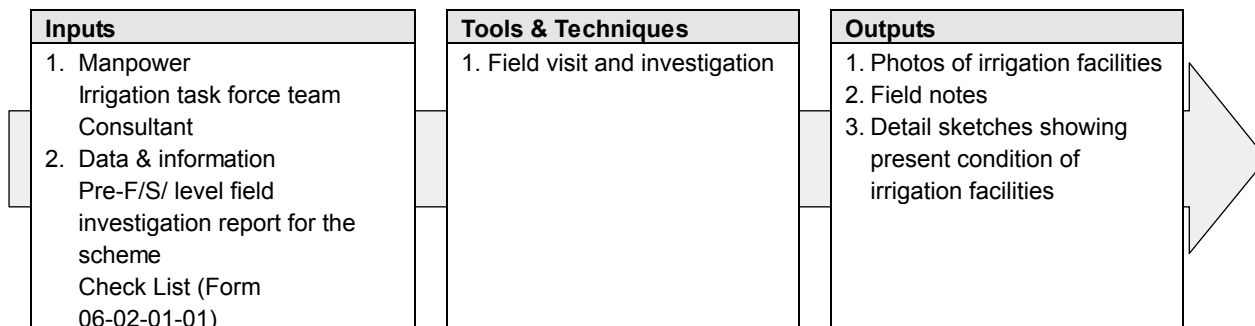 Inputs
1. Manpower
Irrigation task force team
Consultant
2. Data & information
Pre-F/S/ level field
investigation report for the
scheme
Check List (Form
06-02-01-01)
Tools & Techniques
1. Field visit and investigation
Outputs
1. Photos of irrigation facilities
2. Field notes
3. Detail sketches showing
present condition of
irrigation facilities